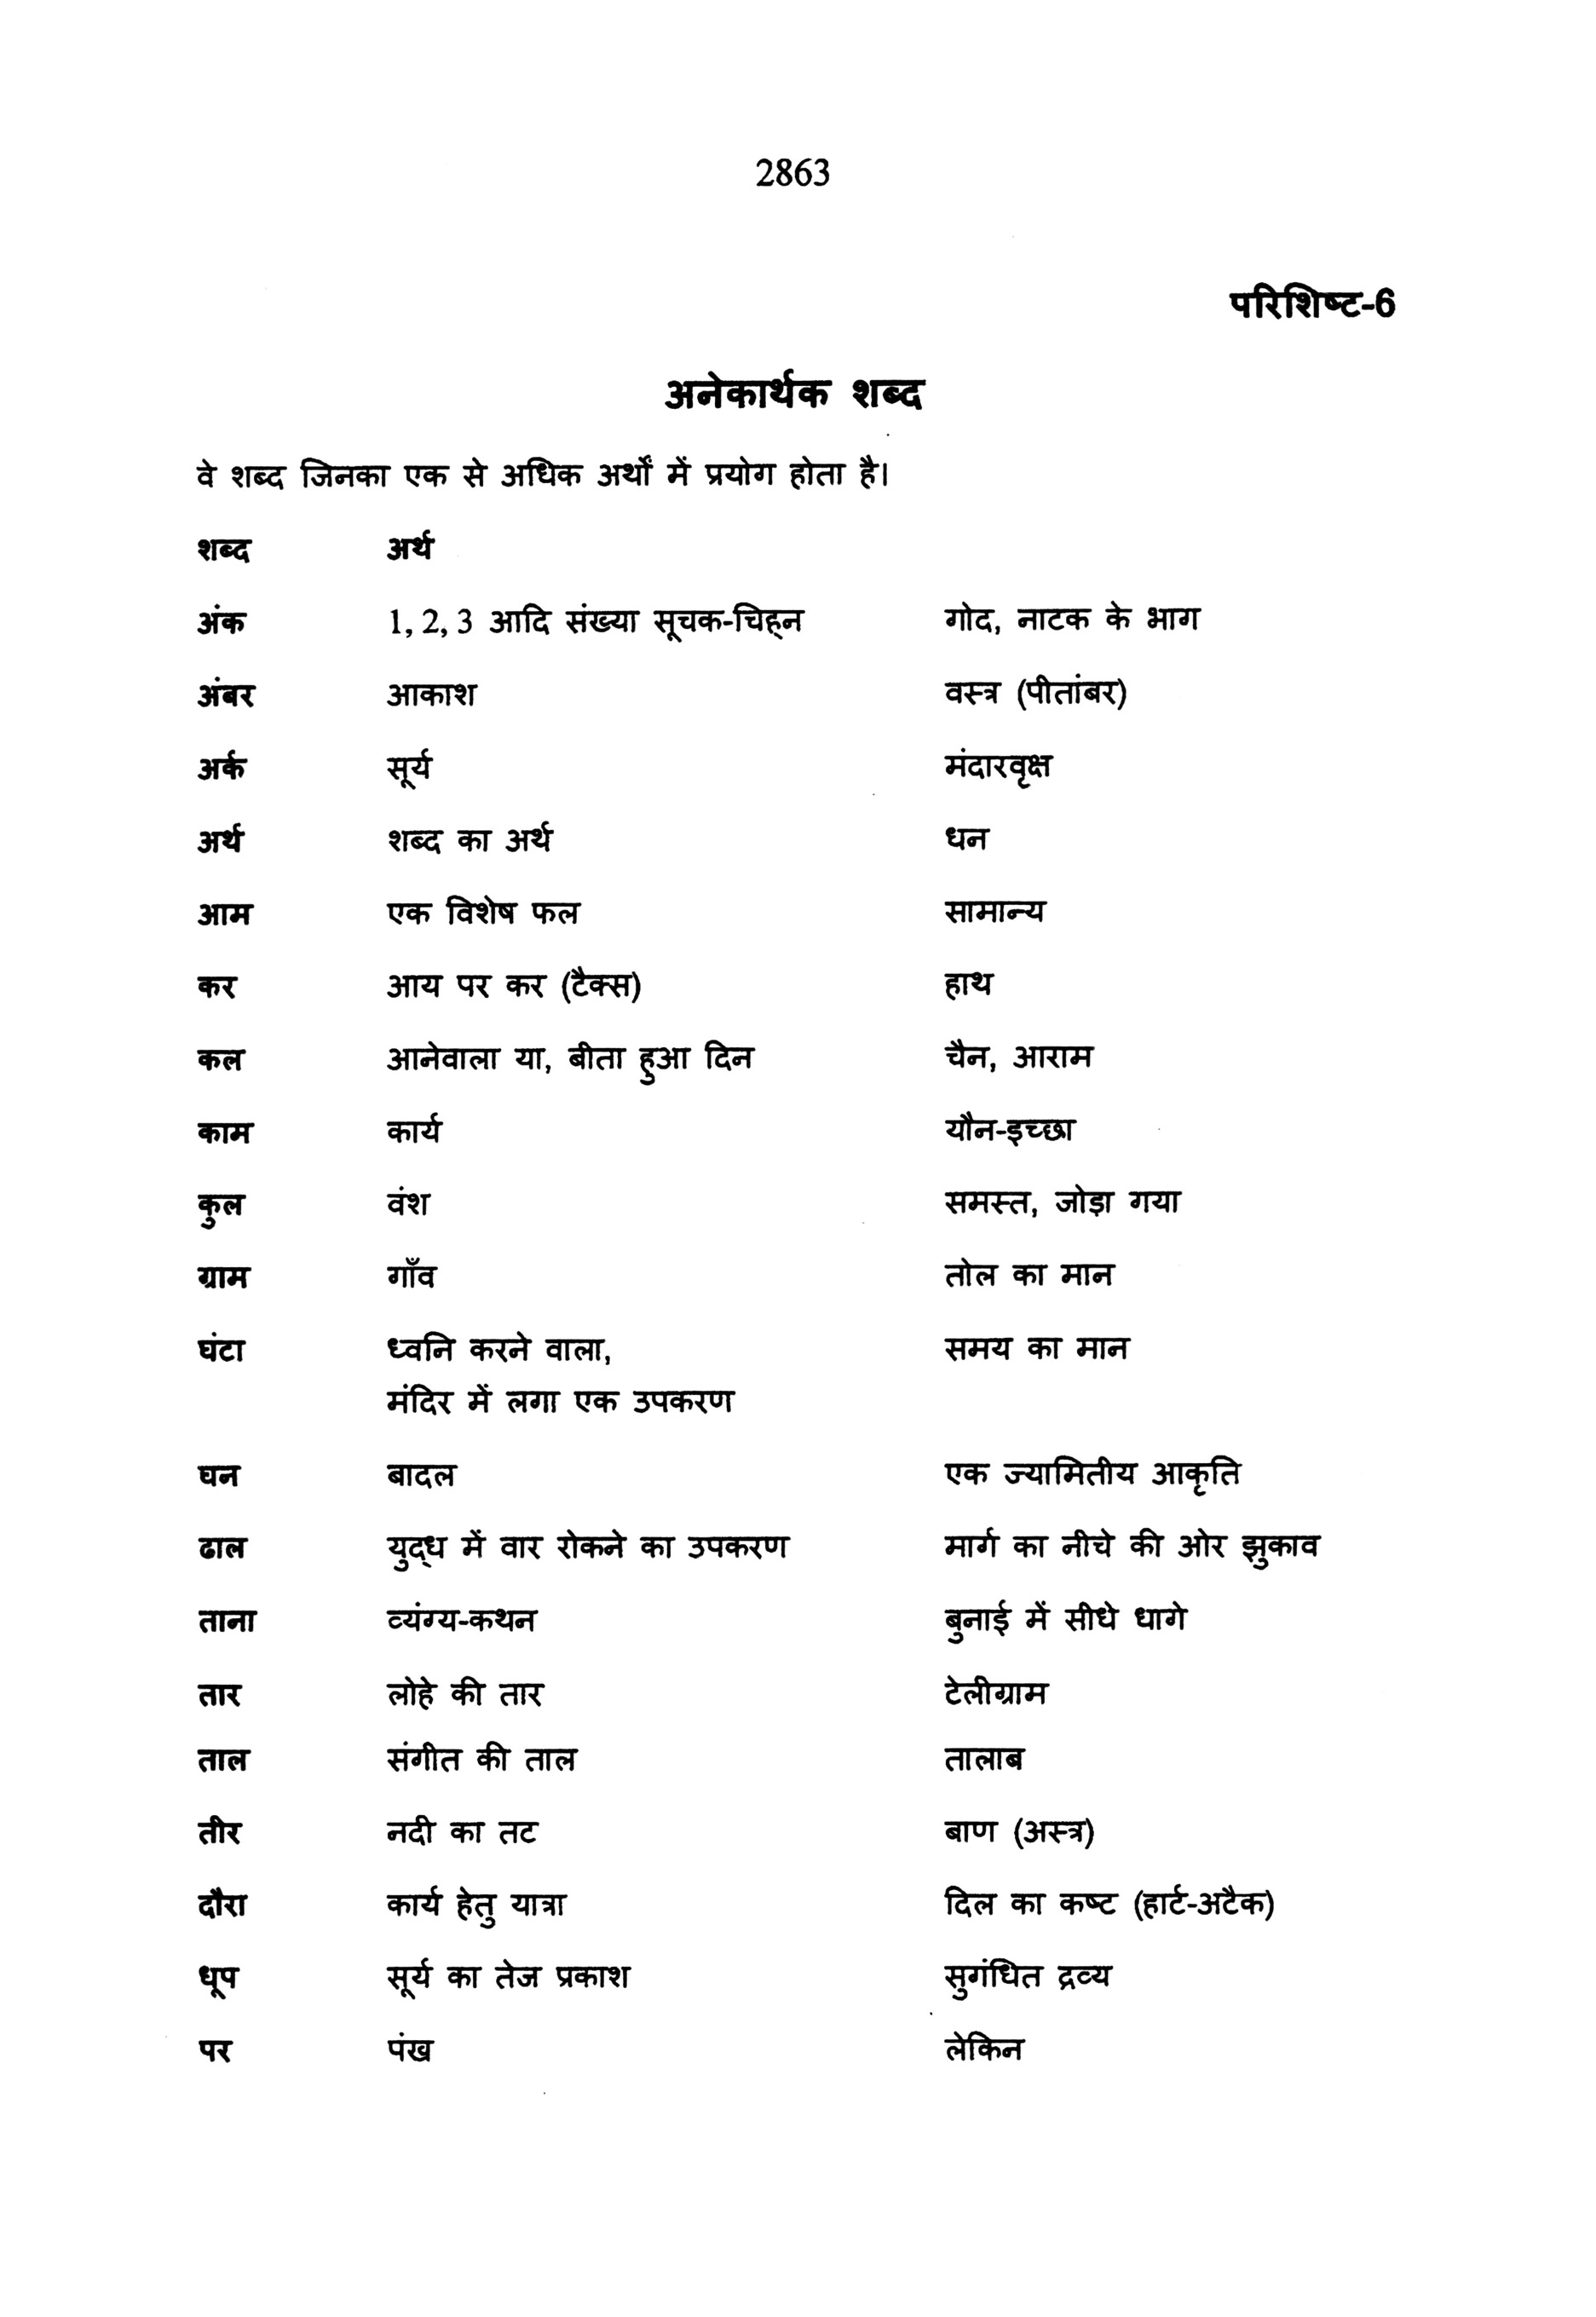 2863
परिशिष्ट-6
अनेकार्थक शब्द
वे शब्द जिनका एक से अधिक अर्थों में प्रयोग होता है।
शब्द अर्थ
अंक 1, 2, 3 आदि संख्या सूचक-चिह्‌न गोद, नाटक के भाग
अंबर आकाश वस्त्र (पीतांबर)
अर्क सूर्य मंदारवृक्ष
अर्थ शब्द का अर्थ धन
आम एक विशेष फल सामान्य
कर आय पर कर (टैक्स) हाथ
कल आनेवाला या, बीता हुआ दिन चैन, आराम
काम कार्य यौन-इच्छा
कुल वंश समस्त, जोड़ा गया
ग्राम गाँव तोल का मान
घंटा ध्वनि करने वाला, समय का मान
मंदिर में लगा एक उपकरण
घन बादल एक ज्यामितीय आकृति
ढाल युद्‌ध में वार रोकने का उपकरण मार्ग का नीचे की ओर झुकाव
ताना व्यंग्य-कथन बुनाई में सीधे धागे
तार लोहे की तार टेलीग्राम
ताल संगीत की ताल तालाब
तीर नदी का तट बाण (अस्त्र)
दौरा कार्य हेतु यात्रा दिल का कष्ट (हार्ट-अटैक)
धूप सूर्य का तेज प्रकाश सुगंधित द्रव्य
पर पंख लेकिन